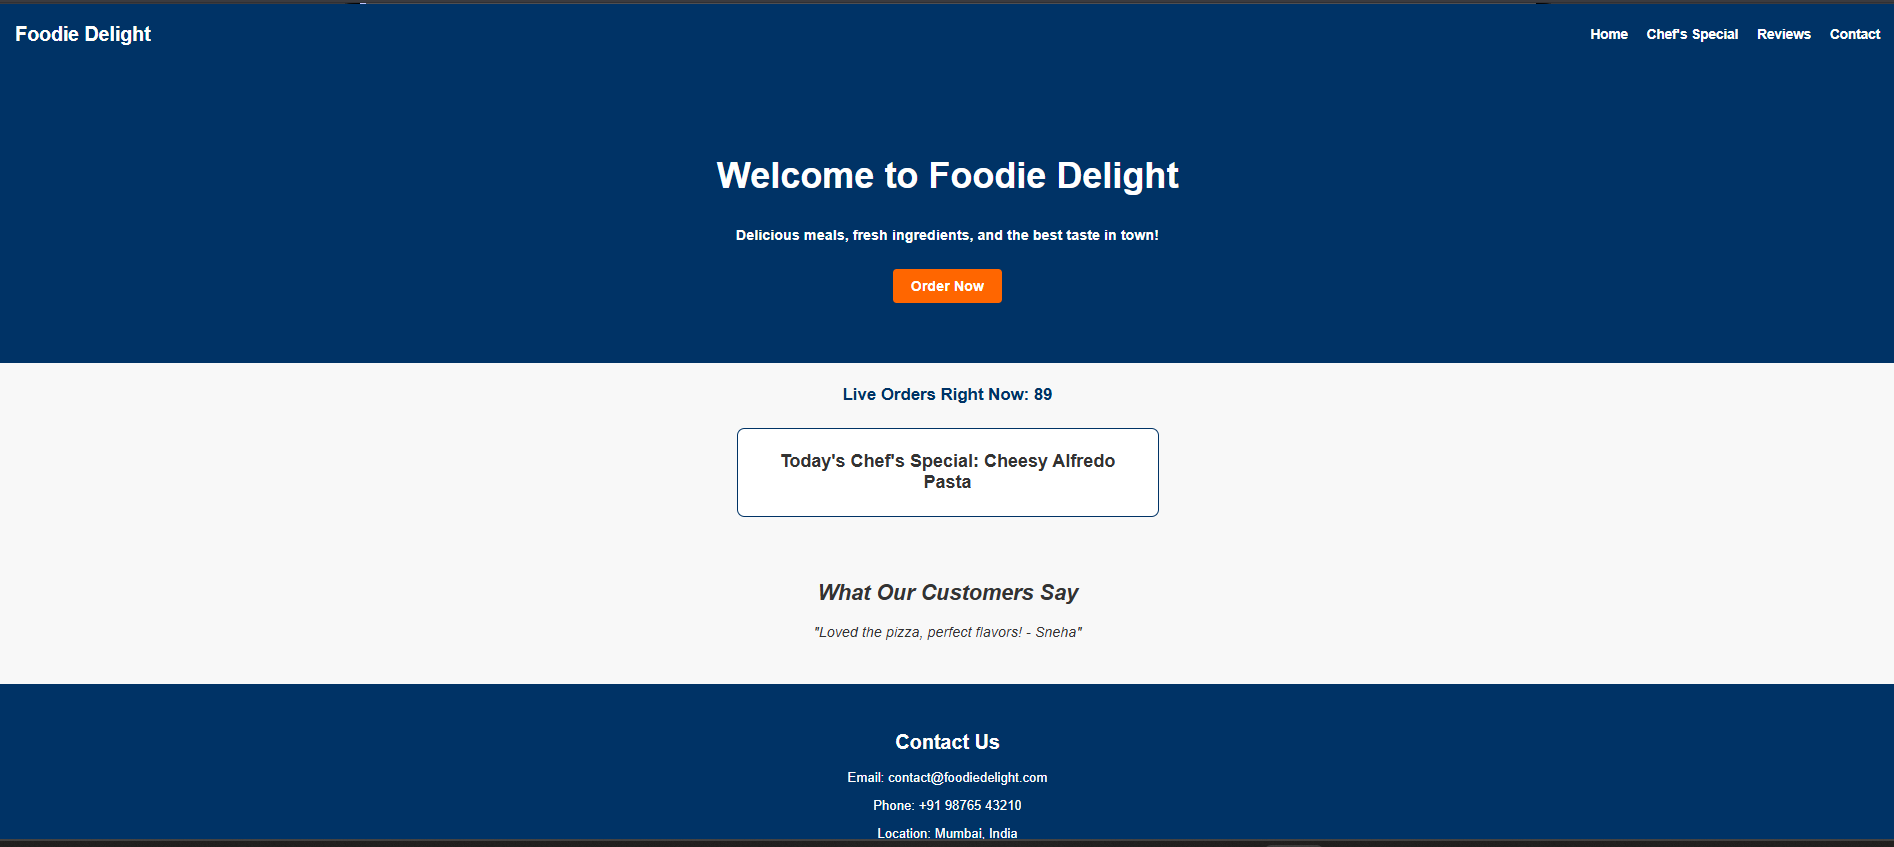 Foodie Delight
Home Chef's Special Reviews Contact
Welcome to Foodie Delight
Delicious meals, fresh ingredients, and the best taste in town!
Order Now
Live Orders Right Now: 89
Today's Chef's Special: Cheesy Alfredo
Pasta
What Our Customers Say
"Loved the pizza, perfect flavors! - Sneha"
Contact Us
Email: contact@foodiedelight.com
Phone: +91 98765 43210
Location: Mumbai, India